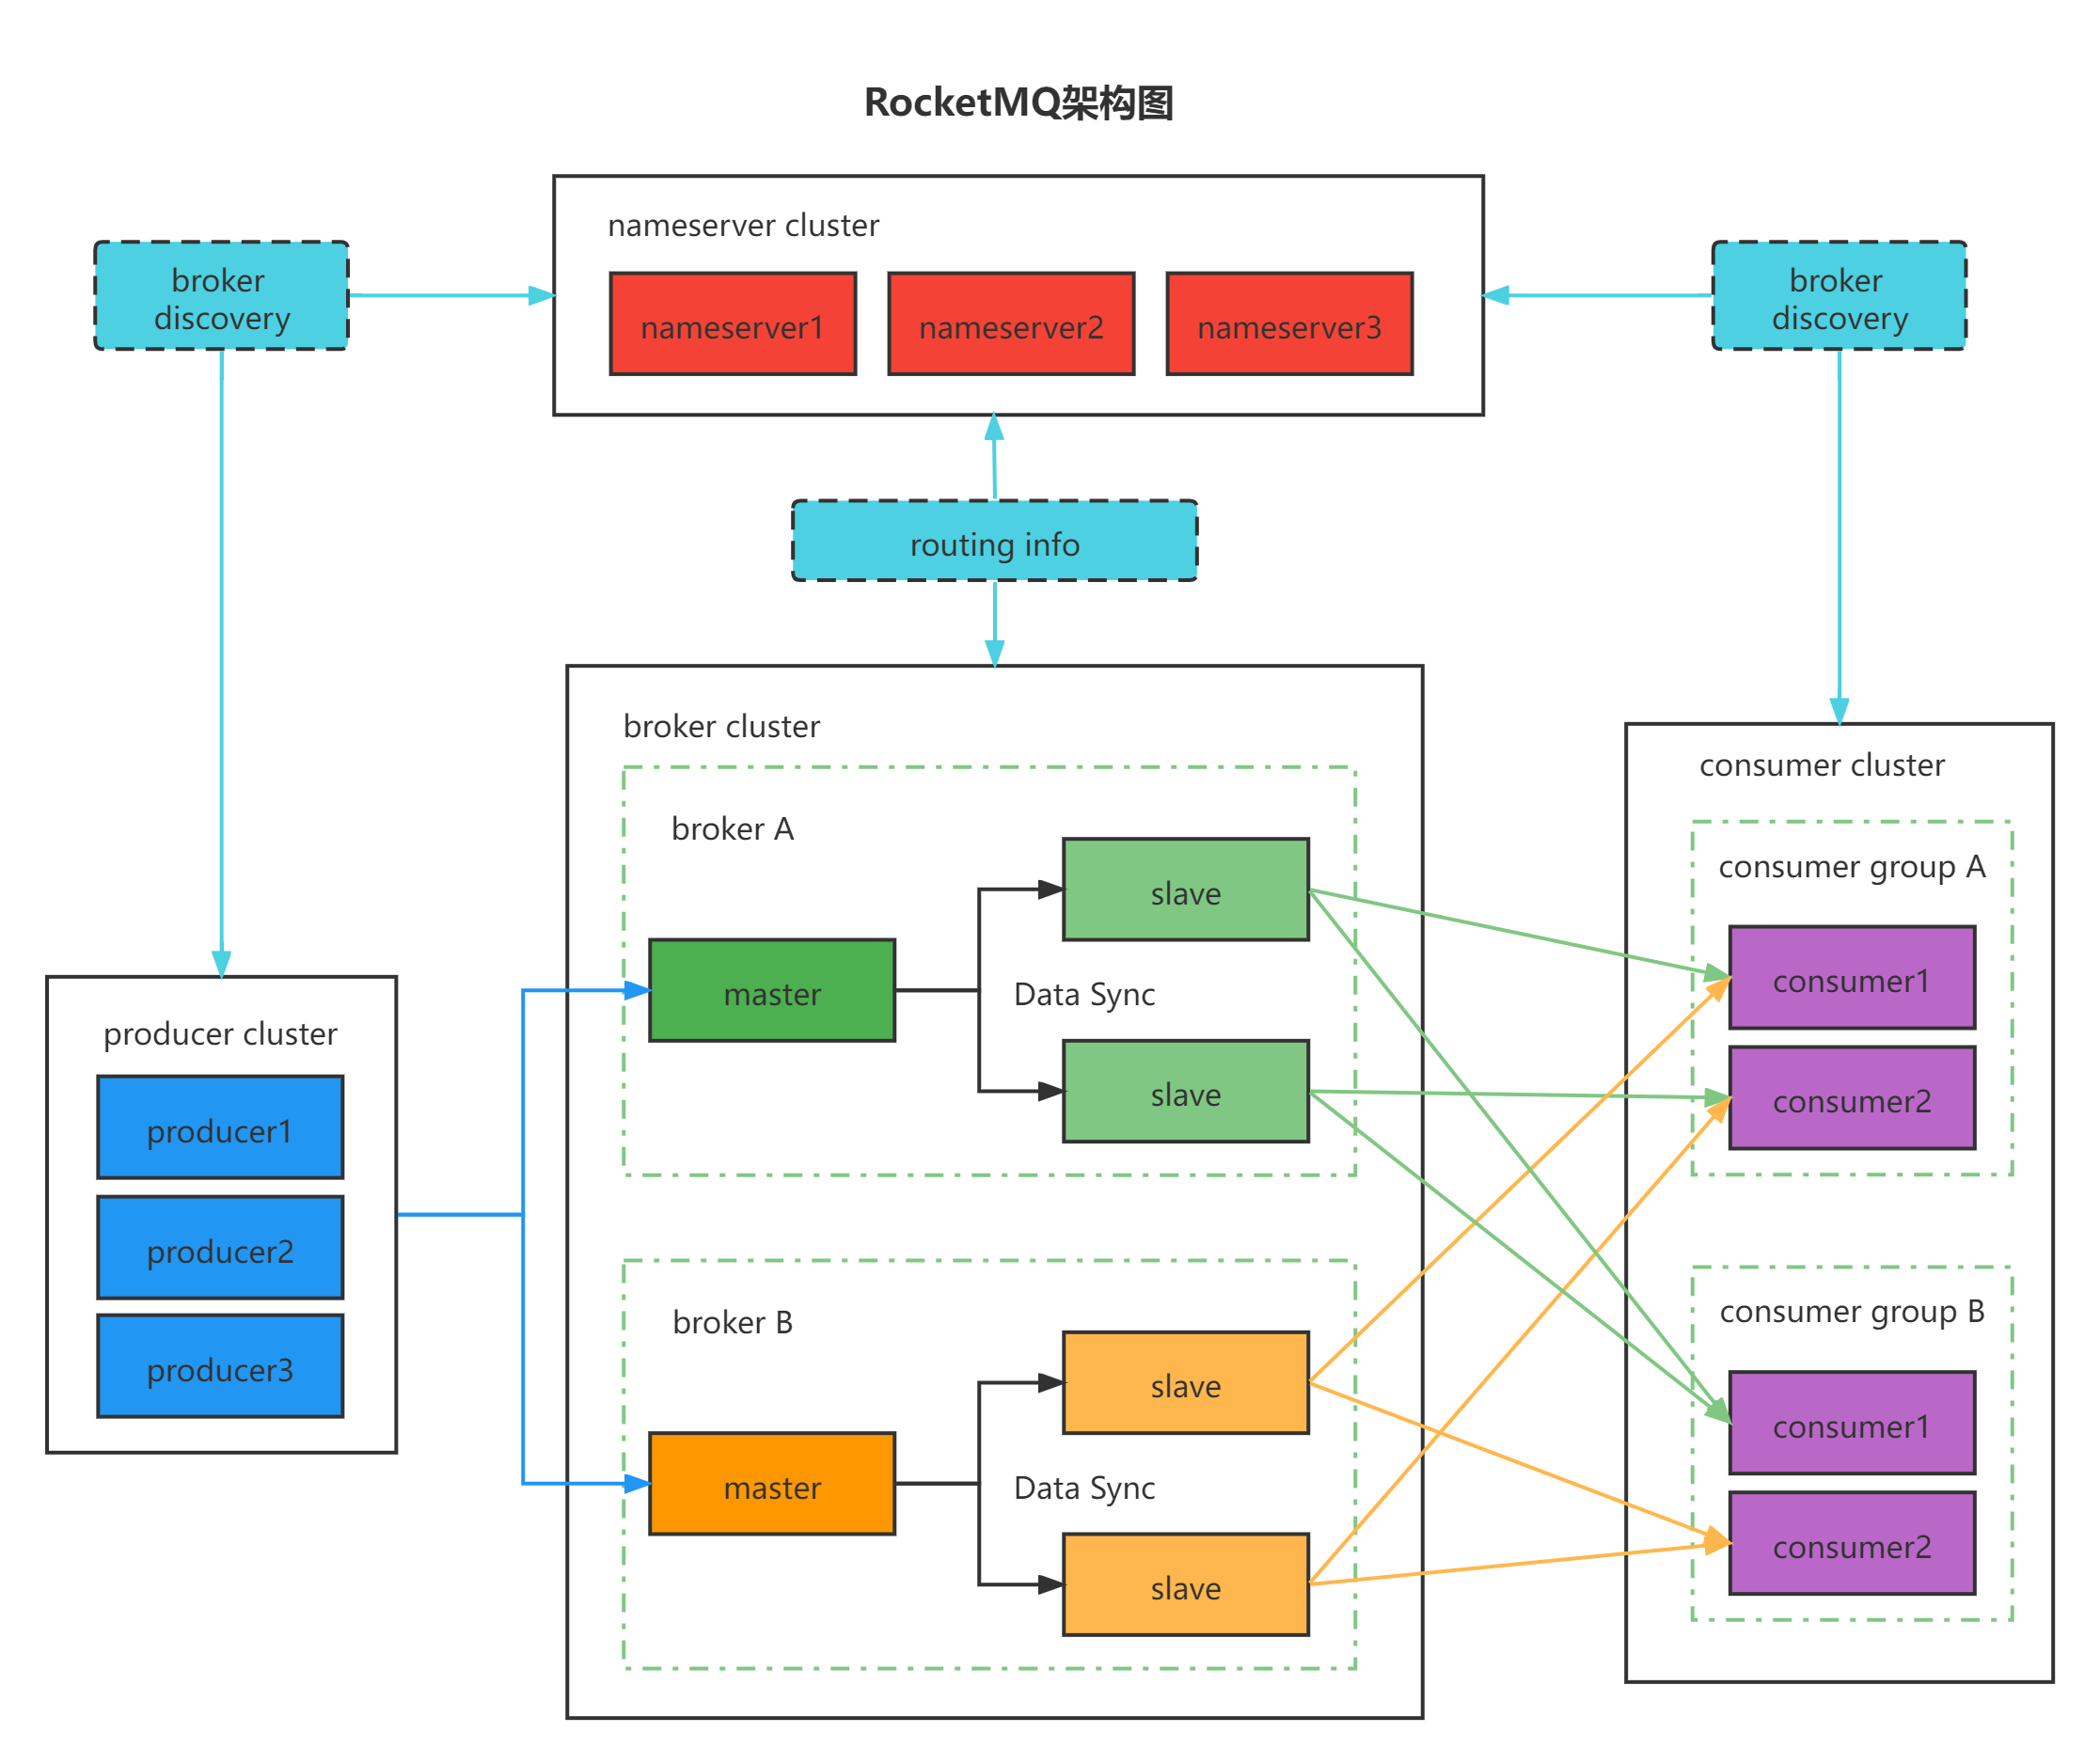 RocketMQ架构图
nameserver cluster
nameserver1
nameserver2
nameserver3
broker
discovery
broker
discovery
routing info
broker cluster
broker A
master
slave
Data Sync
slave
broker B
master
slave
Data Sync
slave
producer cluster
producer1
producer2
producer3
consumer cluster
consumer group A
consumer1
consumer2
consumer group B
consumer1
consumer2